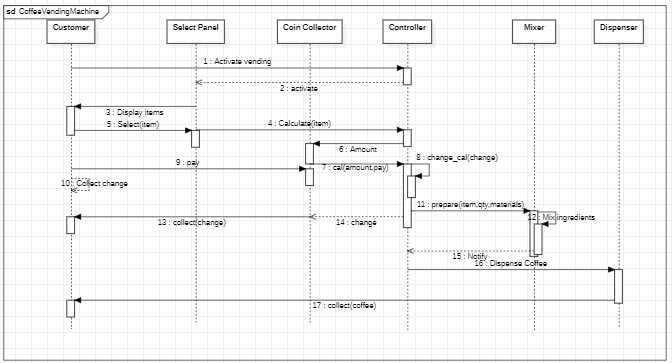 sd CoffeeVendingMachine
Customer
Select Panel
Coin Collector
Controller
Mixer
Dispenser
1 : Activate vending
2 : activate
3 : Display items
4 : Calculate(item)
5 : Select(item)
6 : Amount
7 : cal(amount,pay)
8 : change_cal(change)
9 : pay
10 : Collect change
11 : prepare(item,qty,materials)
12 : Mix ingredients
13 : collect(change)
14 : change
15 : Notify
16 : Dispense Coffee
17 : collect(coffee)